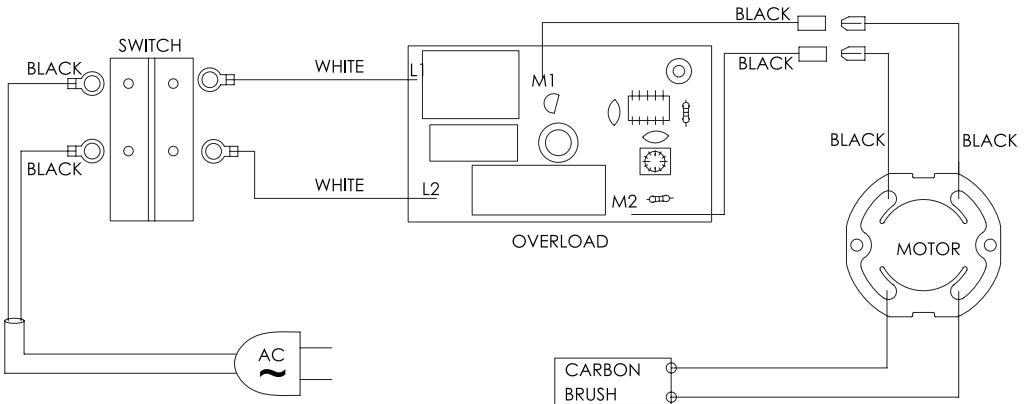 BLACK
SWITCH
BLACK
WHITE
L1
M1
BLACK
BLACK
BLACK
BLACK
WHITE
L2
M2
OVERLOAD
MOTOR
AC
~
CARBON
BRUSH